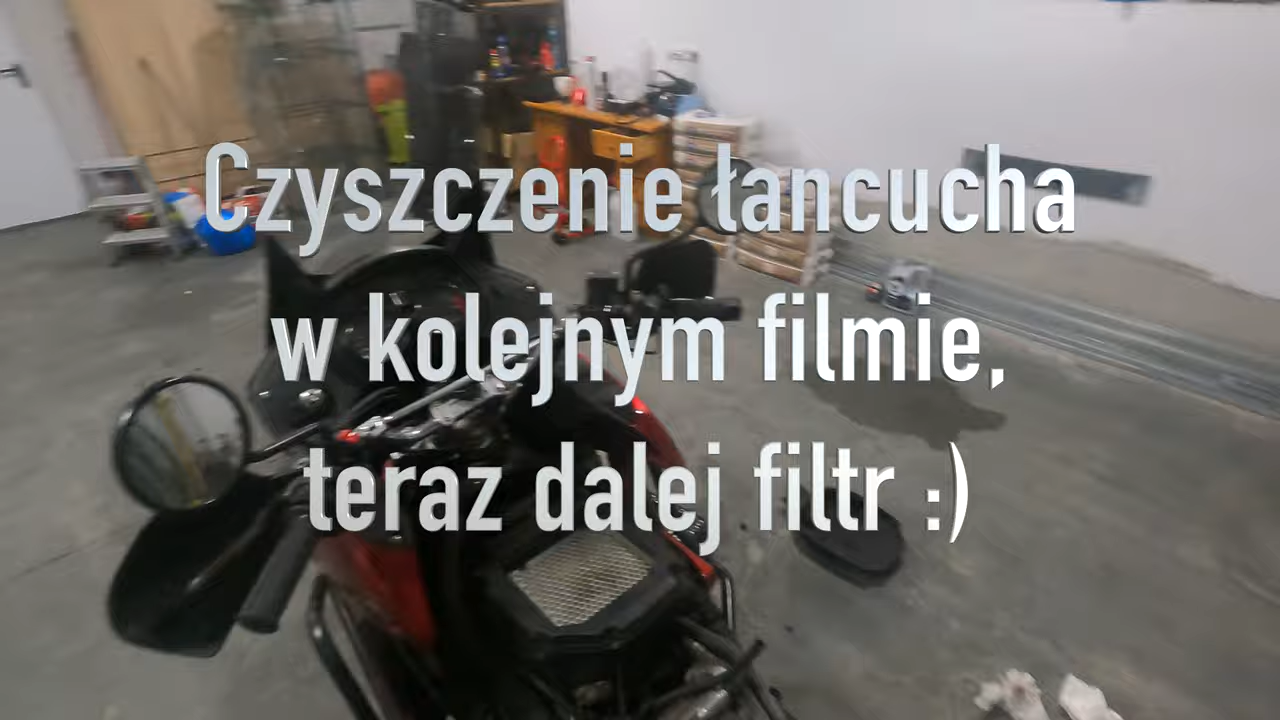 Czyszczenie łancucha
w kolejnym filmie,
teraz dalej filtr :)